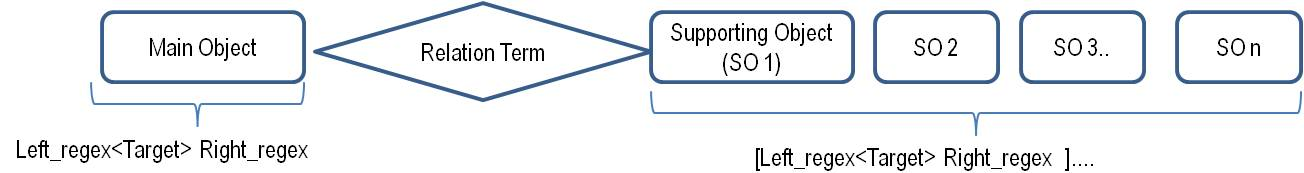 Main Object
Relation Term
Supporting Object
(SO 1)
SO 2
SO 3..
SO n
Left_regex<Target> Right_regex
[Left_regex<Target> Right_regex ]....